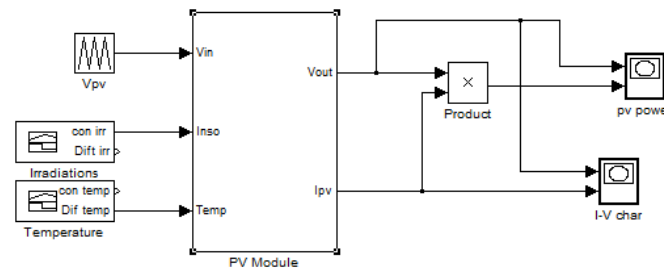 Vpv
Vin
Vout
Inso
Ipv
Temp
PV Module
con irr
Dift irr
Irradiations
con temp
Dif temp
Temperature
×
Product
pv powe
I-V char